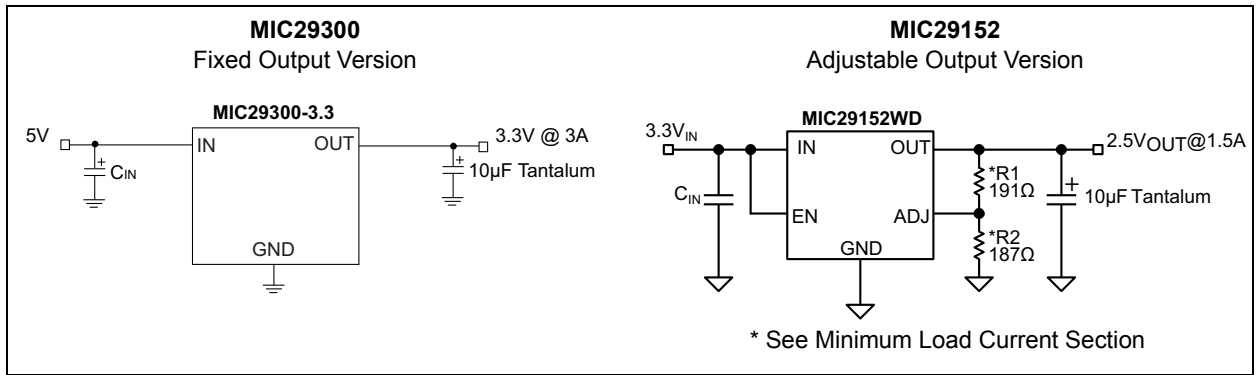 MIC29300
Fixed Output Version
MIC29300-3.3
5V
IN
OUT
3.3V @ 3A
+
CIN
+
10µF Tantalum
GND
MIC29152
Adjustable Output Version
MIC29152WD
3.3VIN
IN
OUT
2.5VOUT@1.5A
*R1
191Ω
+
CIN
10µF Tantalum
EN
ADJ
*R2
187Ω
GND
* See Minimum Load Current Section